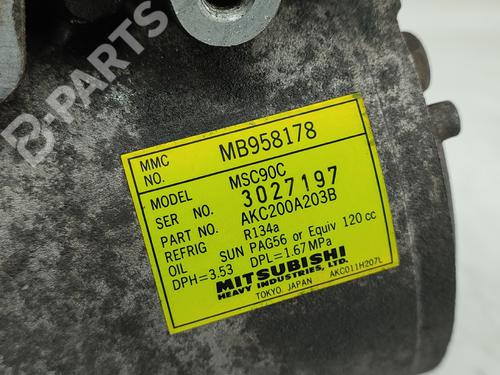 B-PARTS
MMC NO. MB958178
MODEL MSC90C
SER NO. 3027197
PART NO. AKC200A203B
REFRIG R134a
OIL SUN PAG56 or Equiv 120 cc
DPH=3.53 DPL=1.67MPa
MITSUBISHI
HEAVY INDUSTRIES, LTD.
TOKYO. JAPAN AKC011H207L